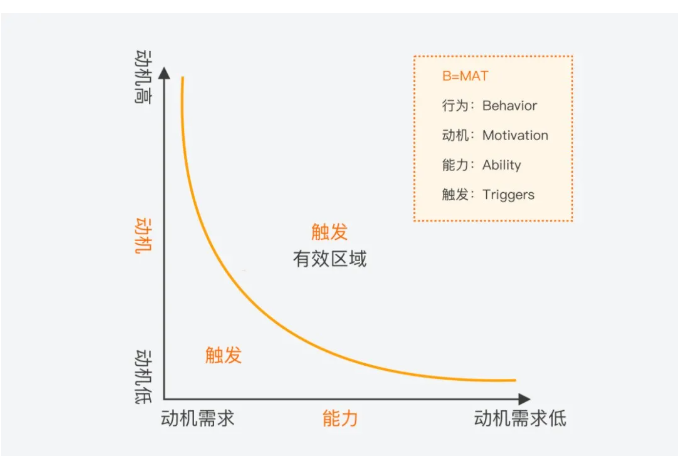 动机高
B=MAT
行为：Behavior
动机：Motivation
能力：Ability
触发：Triggers
动机
触发
有效区域
触发
动机低
动机需求
能力
动机需求低